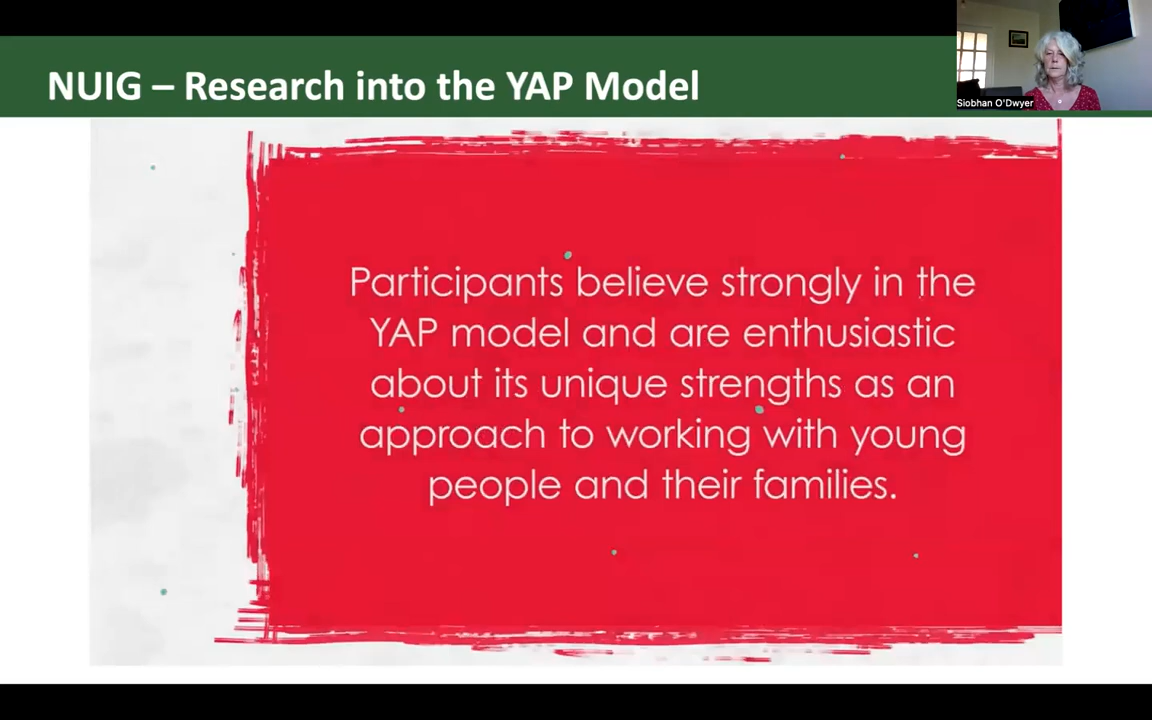 NUIG – Research into the YAP Model
Siobhan O'Dwyer
Participants believe strongly in the
YAP model and are enthusiastic
about its unique strengths as an
approach to working with young
people and their families.